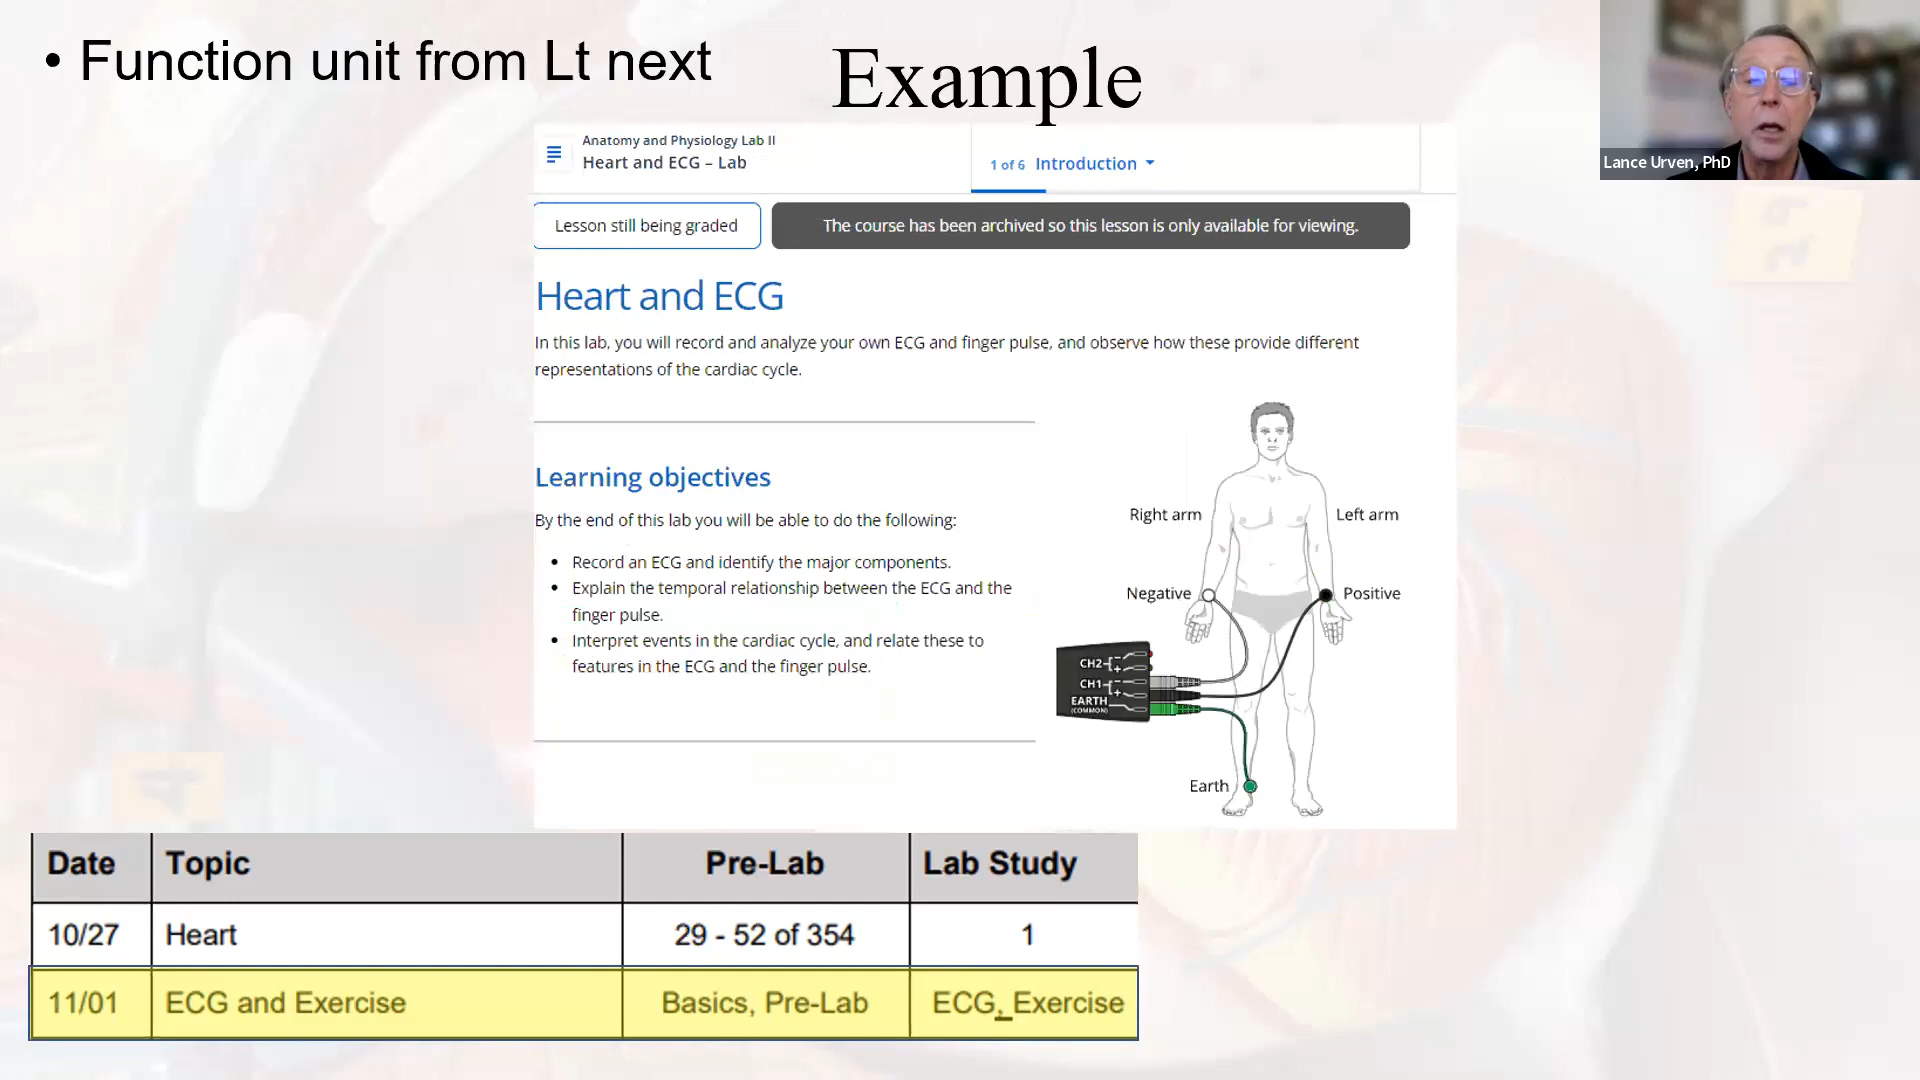 • Function unit from Lt next
Example
Lance Urven, PhD
Anatomy and Physiology Lab II
Heart and ECG – Lab
1 of 6 Introduction
Lesson still being graded
The course has been archived so this lesson is only available for viewing.
Heart and ECG
In this lab, you will record and analyze your own ECG and finger pulse, and observe how these provide different
representations of the cardiac cycle.
Learning objectives
By the end of this lab you will be able to do the following:
• Record an ECG and identify the major components.
• Explain the temporal relationship between the ECG and the
finger pulse.
• Interpret events in the cardiac cycle, and relate these to
features in the ECG and the finger pulse.
Right arm
Left arm
Negative
Positive
CH2 - +
CH1 - +
EARTH
(COMMON)
Earth
Date Topic Pre-Lab Lab Study
10/27 Heart 29 - 52 of 354 1
11/01 ECG and Exercise Basics, Pre-Lab ECG, Exercise